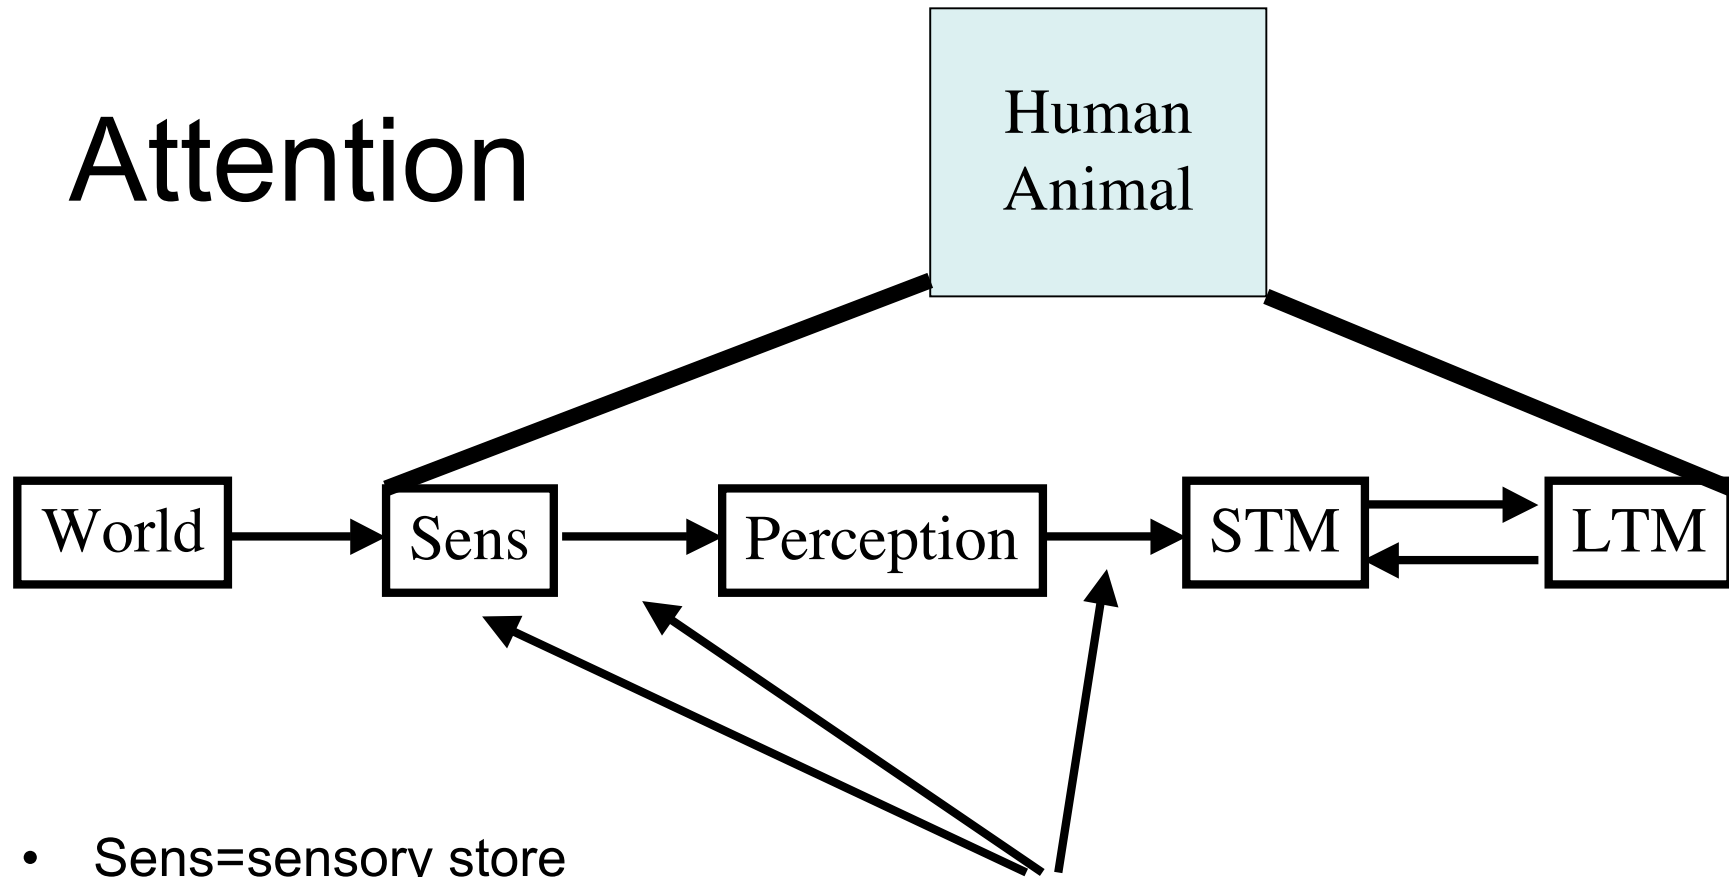 Attention
Human
Animal
World
Sens
Perception
STM
LTM
• Sens=sensory store